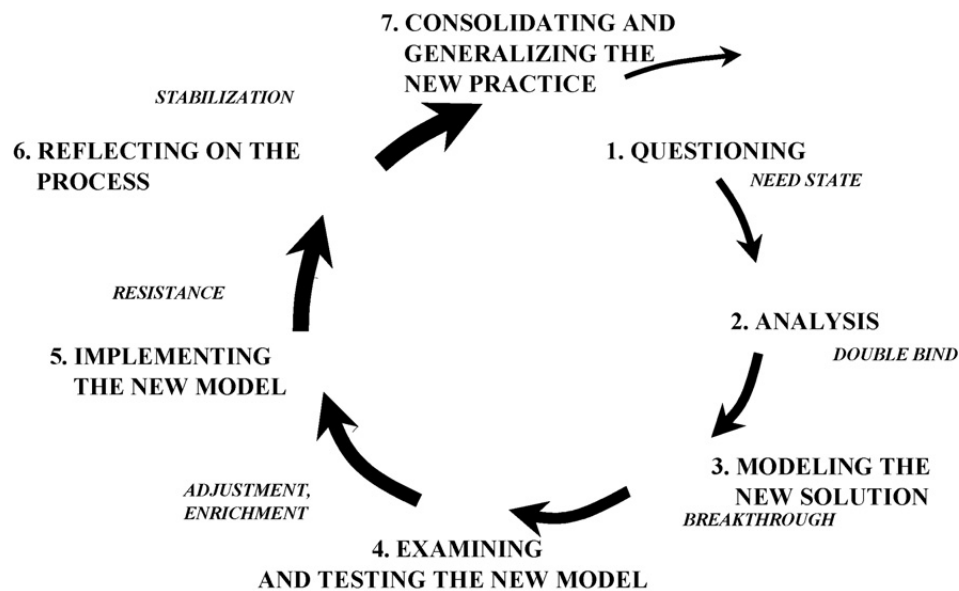 7. CONSOLIDATING AND
GENERALIZING THE
NEW PRACTICE
STABILIZATION
6. REFLECTING ON THE
PROCESS
1. QUESTIONING
NEED STATE
RESISTANCE
2. ANALYSIS
DOUBLE BIND
5. IMPLEMENTING
THE NEW MODEL
3. MODELING THE
NEW SOLUTION
BREAKTHROUGH
ADJUSTMENT,
ENRICHMENT
4. EXAMINING
AND TESTING THE NEW MODEL